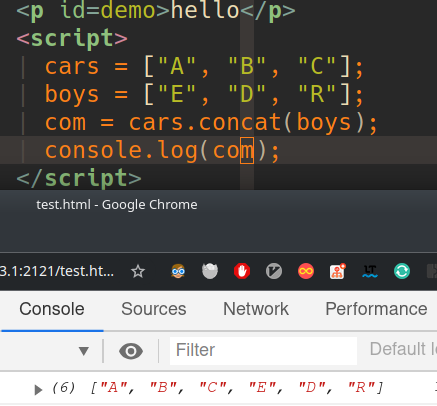 <p id=demo>hello</p>
<script>
cars = ["A", "B", "C"];
boys = ["E", "D", "R"];
com = cars.concat(boys);
console.log(com);
</script>
test.html - Google Chrome
3.1:2121/test.ht...
Console Sources Network Performance
Filter Default l
(6) ["A", "B", "C", "E", "D", "R"]